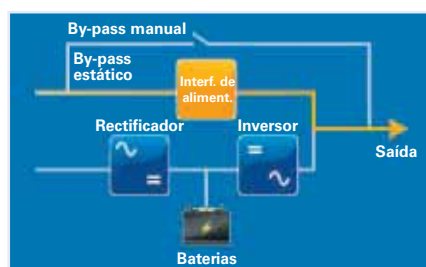 By-pass manual
By-pass
estático
Interf. de
aliment.
Rectificador
Inversor
Saída
Baterias